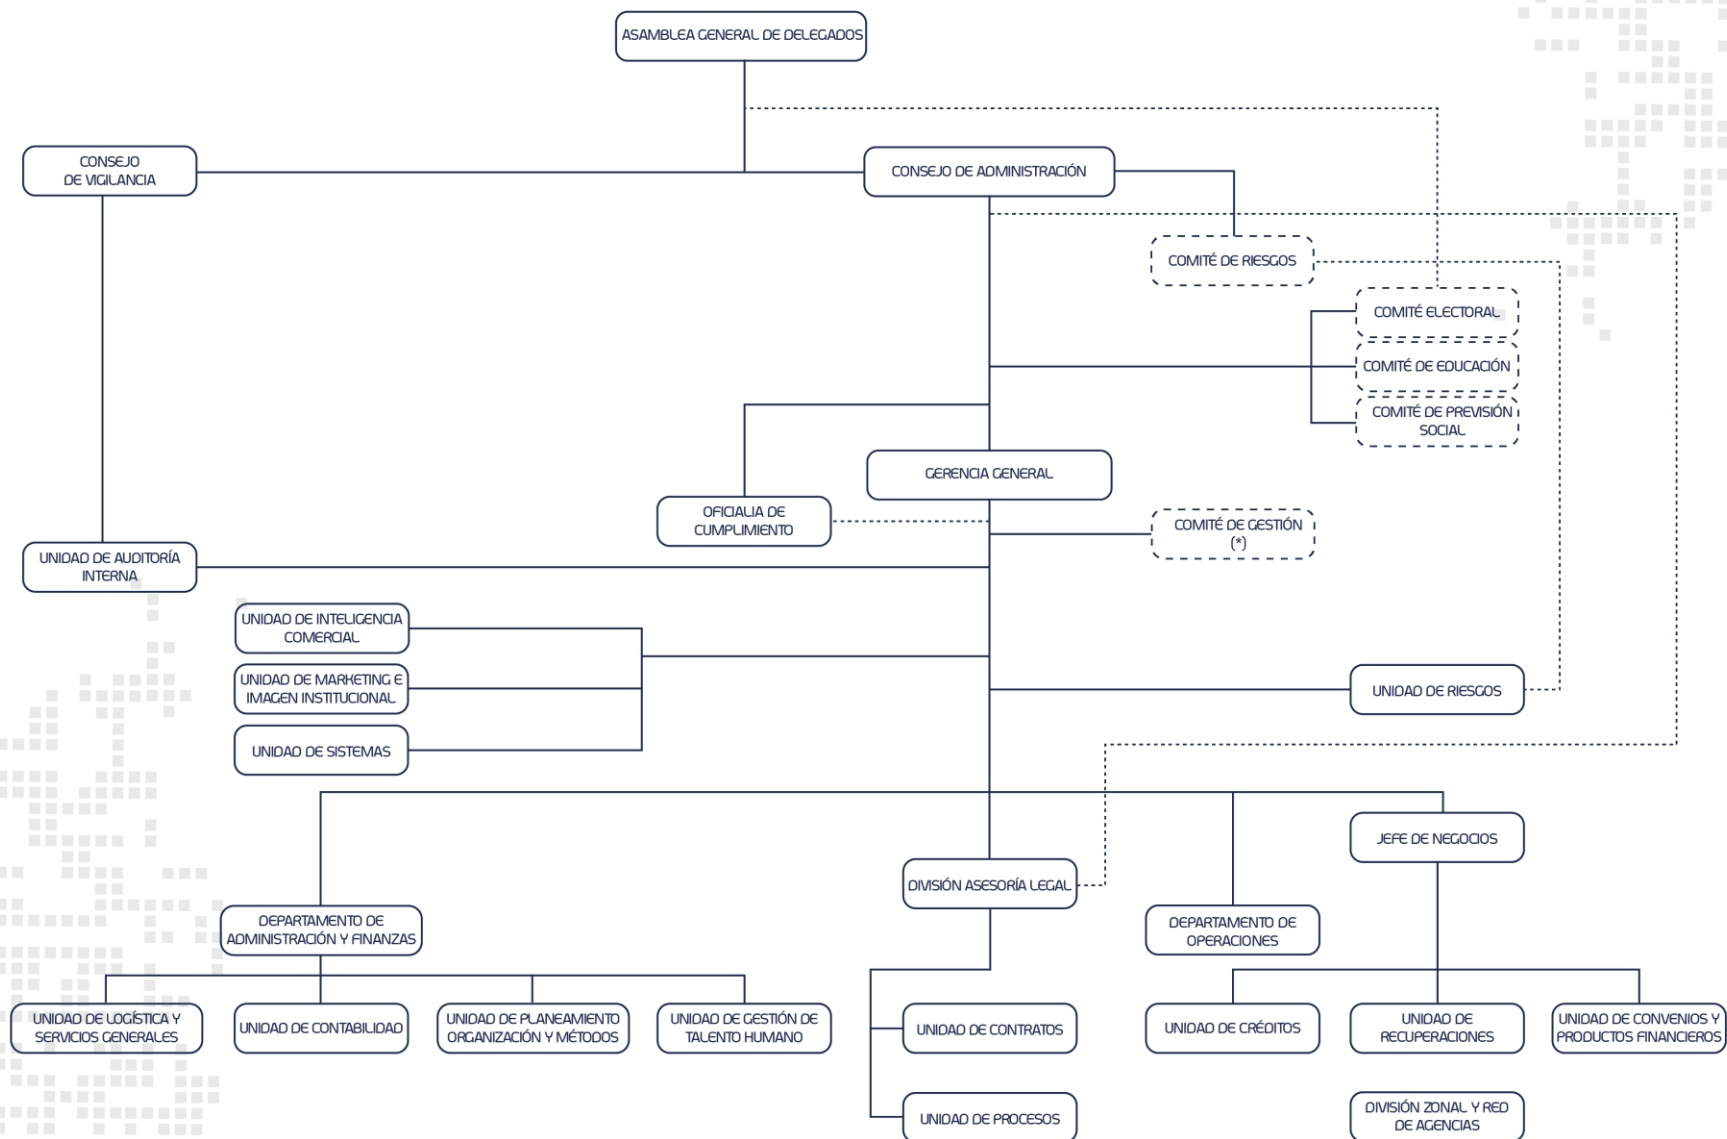 ASAMBLEA GENERAL DE DELEGADOS
CONSEJO
DE VIGILANCIA
CONSEJO DE ADMINISTRACIÓN
COMITÉ DE RIESGOS
COMITÉ ELECTORAL
COMITÉ DE EDUCACIÓN
COMITÉ DE PREVISIÓN
SOCIAL
GERENCIA GENERAL
OFICIALIA DE
CUMPLIMIENTO
COMITÉ DE GESTIÓN
(*)
UNIDAD DE AUDITORÍA
INTERNA
UNIDAD DE INTELIGENCIA
COMERCIAL
UNIDAD DE MARKETING E
IMAGEN INSTITUCIONAL
UNIDAD DE RIESGOS
UNIDAD DE SISTEMAS
JEFE DE NEGOCIOS
DIVISIÓN ASESORÍA LEGAL
DEPARTAMENTO DE
ADMINISTRACIÓN Y FINANZAS
DEPARTAMENTO DE
OPERACIONES
UNIDAD DE LOGÍSTICA Y
SERVICIOS GENERALES
UNIDAD DE CONTABILIDAD
UNIDAD DE PLANEAMIENTO
ORGANIZACIÓN Y MÉTODOS
UNIDAD DE GESTIÓN DE
TALENTO HUMANO
UNIDAD DE CONTRATOS
UNIDAD DE CRÉDITOS
UNIDAD DE
RECUPERACIONES
UNIDAD DE CONVENIOS Y
PRODUCTOS FINANCIEROS
UNIDAD DE PROCESOS
DIVISIÓN ZONAL Y RED
DE AGENCIAS